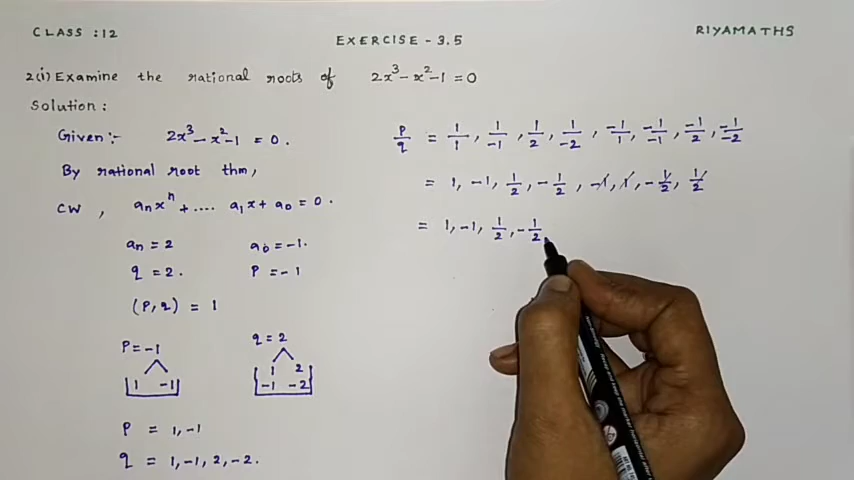 CLASS : 12
EXERCISE - 3.5
RIYAMATHS
2(i) Examine the rational roots of 2x³ - x² - 1 = 0
Solution :
Given :- 2x³ - x² - 1 = 0.
By rational root thm,
CW , aₙxⁿ + .... a₁x + a₀ = 0.
aₙ = 2 a₀ = -1.
q = 2. P = -1
(P, q) = 1
P = -1 q = 2
1 -1 1 2
-1 -2
P = 1, -1
q = 1, -1, 2, -2.
P/q = 1/1, 1/-1, 1/2, 1/-2, -1/1, -1/-1, -1/2, -1/-2
= 1, -1, 1/2, -1/2, -1, 1, -1/2, 1/2
= 1, -1, 1/2, -1/2